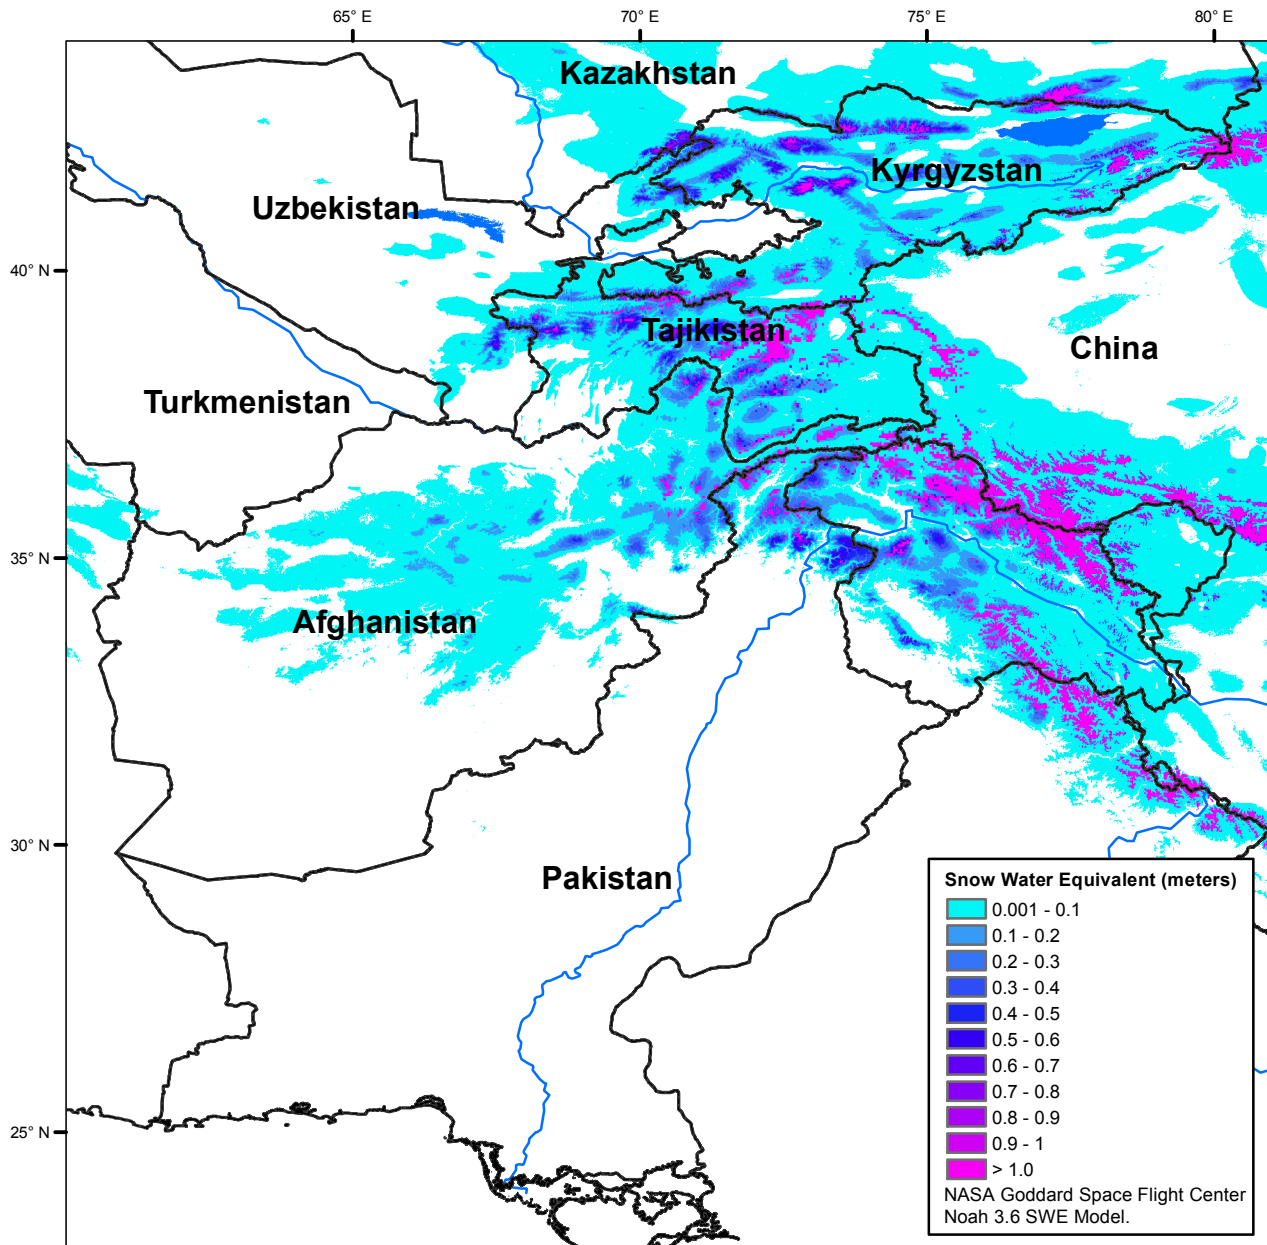 65° E
70° E
75° E
80° E
Kazakhstan
Kyrgyzstan
Uzbekistan
40° N
Tajikistan
China
Turkmenistan
35° N
Afghanistan
30° N
Pakistan
25° N
Snow Water Equivalent (meters)
0.001 - 0.1
0.1 - 0.2
0.2 - 0.3
0.3 - 0.4
0.4 - 0.5
0.5 - 0.6
0.6 - 0.7
0.7 - 0.8
0.8 - 0.9
0.9 - 1
> 1.0
NASA Goddard Space Flight Center
Noah 3.6 SWE Model.